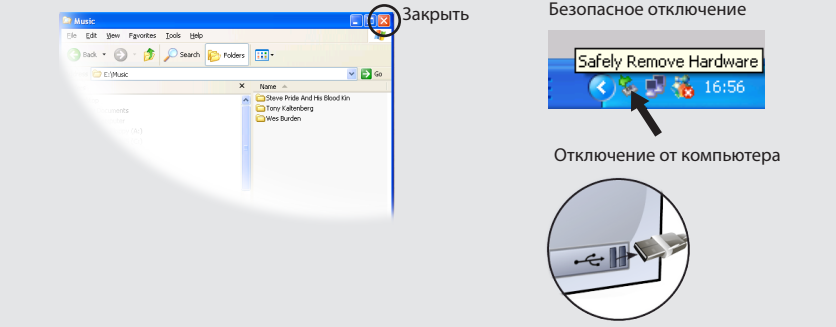 Music
Закрыть
File Edit View Favorites Tools Help
Back Search Folders
E:\Music Go
X Name
Steve Pride And His Blood Kin
Tony Kaltenberg
Wes Burden
Безопасное отключение
Safely Remove Hardware
16:56
Отключение от компьютера